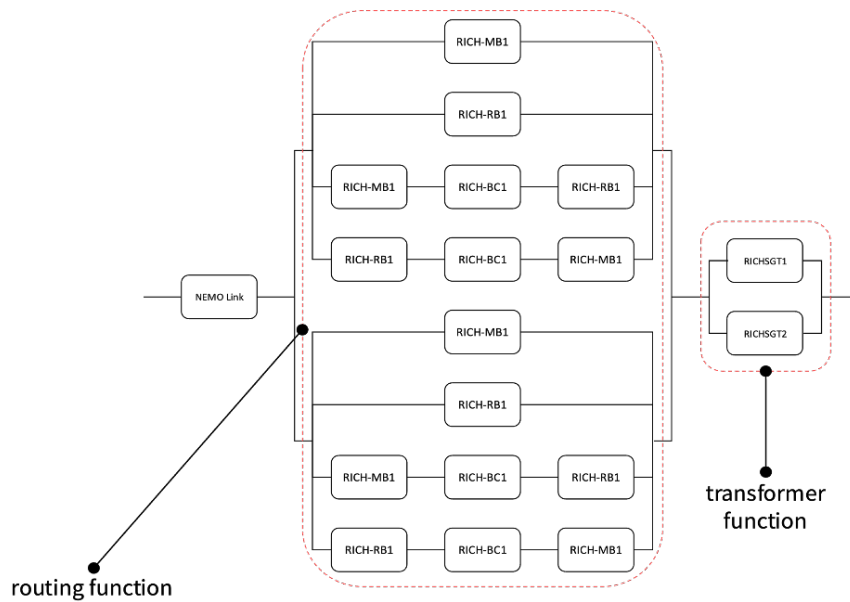 RICH-MB1
RICH-RB1
RICH-MB1 RICH-BC1 RICH-RB1
RICH-RB1 RICH-BC1 RICH-MB1
NEMO Link
RICH-MB1
RICH-RB1
RICH-MB1 RICH-BC1 RICH-RB1
RICH-RB1 RICH-BC1 RICH-MB1
RICHSGT1
RICHSGT2
transformer
function
routing function